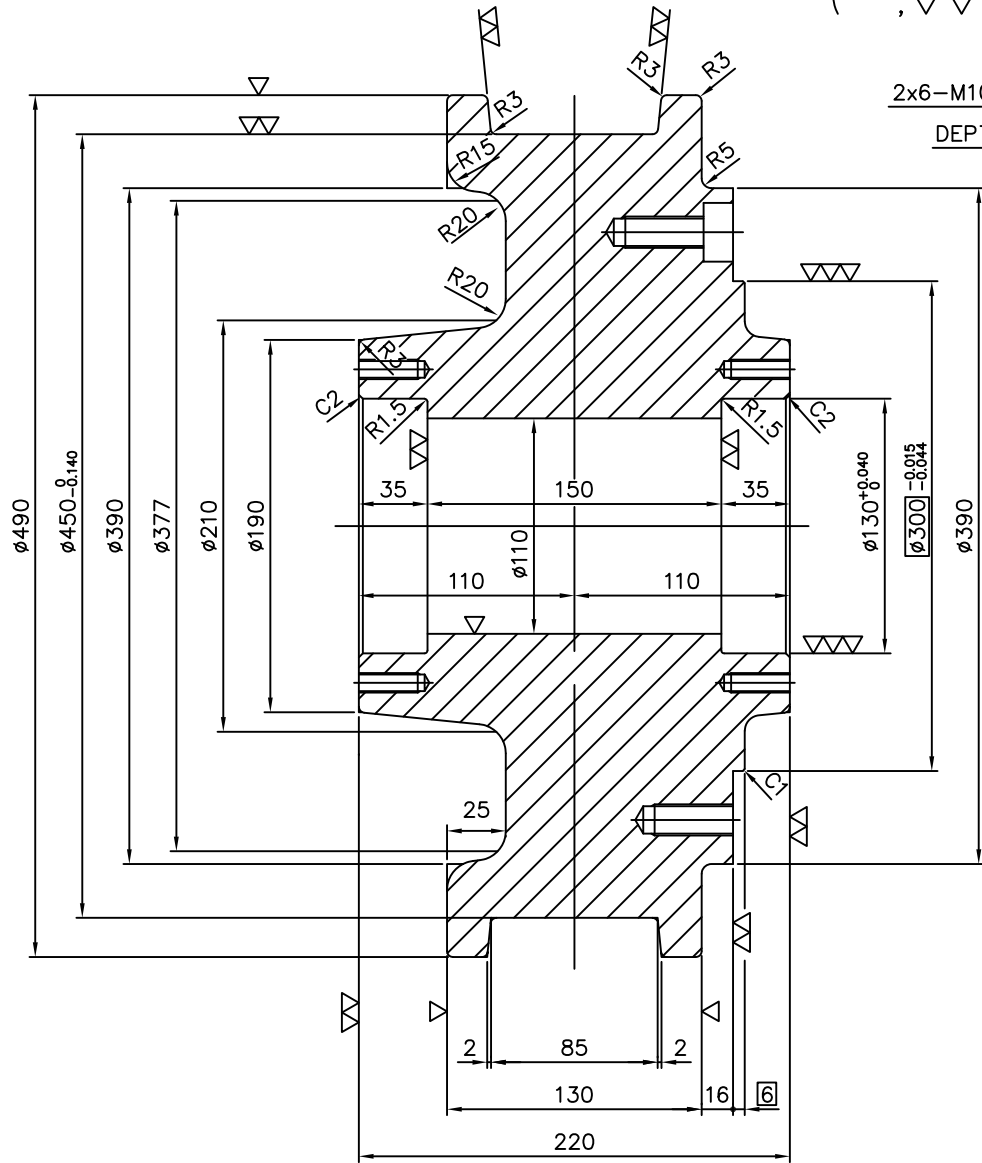 ( , ▽ ▽
2x6-M10
DEPT
R3
R3
R3
R15
R5
R20
R20
R3
C2
R1.5
R1.5
C2
35
150
35
ø490
ø450 0 -0.140
ø390
ø377
ø210
ø190
ø110
ø130 +0.040 0
ø300 -0.015 -0.044
ø390
110
110
25
C1
2
85
2
130
16
6
220